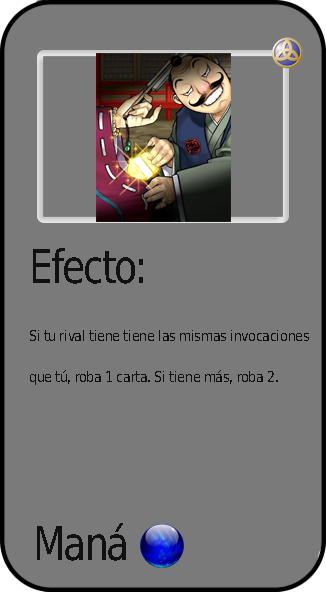 Efecto:
Si tu rival tiene tiene las mismas invocaciones
que tú, roba 1 carta. Si tiene más, roba 2.
Maná